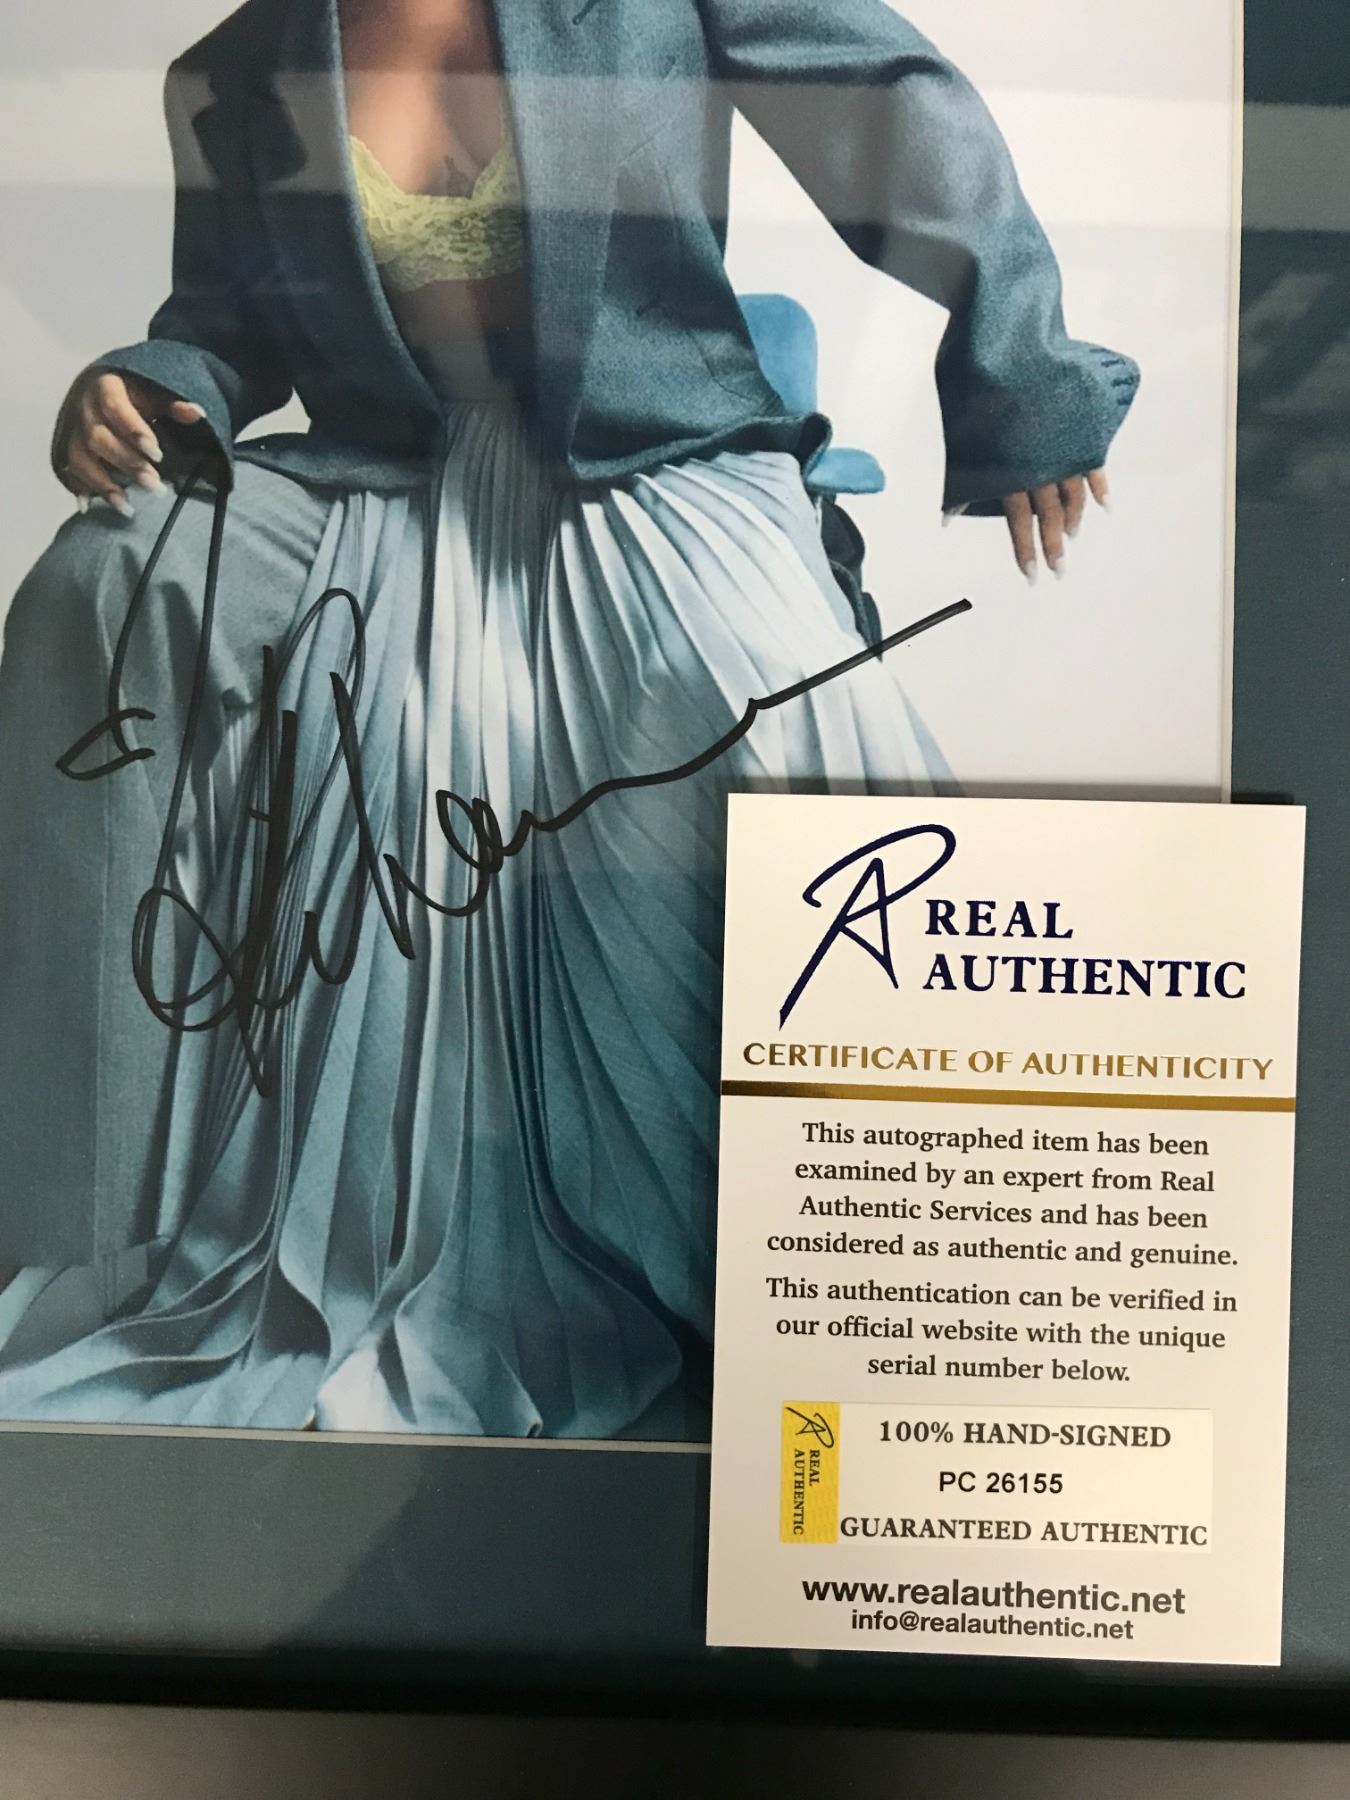 REAL
AUTHENTIC
CERTIFICATE OF AUTHENTICITY
This autographed item has been
examined by an expert from Real
Authentic Services and has been
considered as authentic and genuine.
This authentication can be verified in
our official website with the unique
serial number below.
REAL
AUTHENTIC
100% HAND-SIGNED
PC 26155
GUARANTEED AUTHENTIC
www.realauthentic.net
info@realauthentic.net